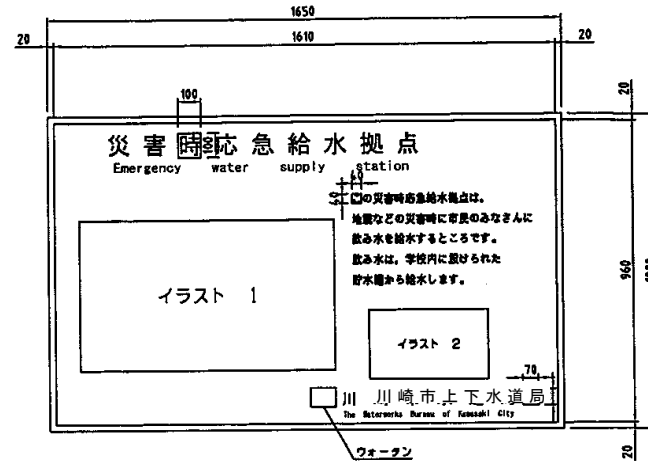 1650
20 1610 20
20
100
災害時応急給水拠点
100
Emergency water supply station
60
60
この災害時応急給水拠点は、
地震などの災害時に市民のみなさんに
飲み水を給水するところです。
飲み水は、学校内に設けられた
貯水槽から給水します。
960
イラスト 1
イラスト 2
70
川 川崎市上下水道局
The Waterworks Bureau of Kawasaki City
ウォータン
20